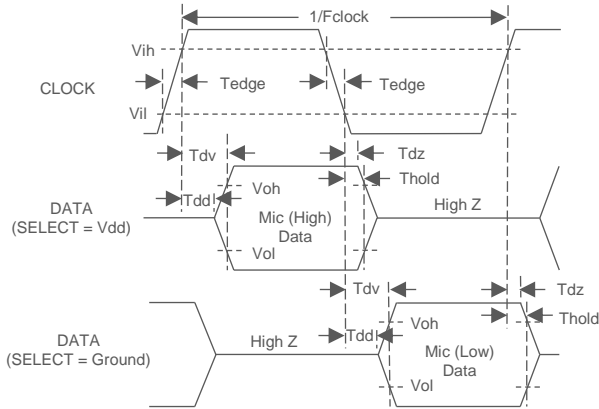 1/Fclock
Vih
CLOCK
Tedge
Tedge
Vil
Tdv
Tdz
Voh
Thold
Tdd
DATA
(SELECT = Vdd)
Mic (High)
Data
High Z
Vol
Tdv
Tdz
Voh
Thold
Tdd
DATA
(SELECT = Ground)
High Z
Mic (Low)
Data
Vol